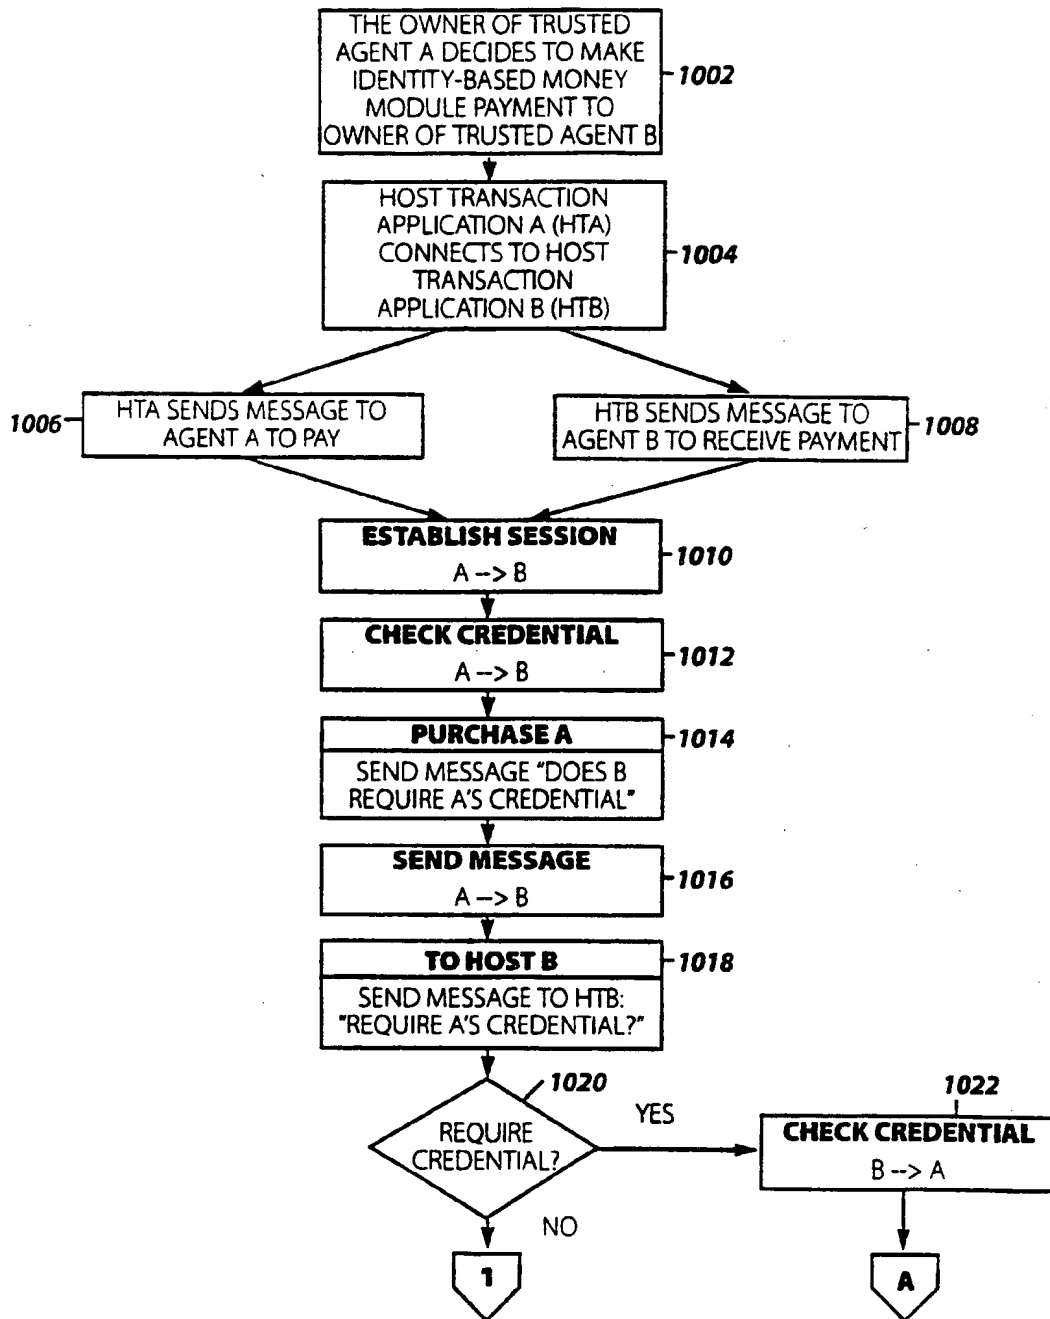 THE OWNER OF TRUSTED
AGENT A DECIDES TO MAKE
IDENTITY-BASED MONEY
MODULE PAYMENT TO
OWNER OF TRUSTED AGENT B
1002
HOST TRANSACTION
APPLICATION A (HTA)
CONNECTS TO HOST
TRANSACTION
APPLICATION B (HTB)
1004
1006
HTA SENDS MESSAGE TO
AGENT A TO PAY
HTB SENDS MESSAGE TO
AGENT B TO RECEIVE PAYMENT
1008
ESTABLISH SESSION
A --> B
1010
CHECK CREDENTIAL
A --> B
1012
PURCHASE A
1014
SEND MESSAGE "DOES B
REQUIRE A'S CREDENTIAL"
SEND MESSAGE
A --> B
1016
TO HOST B
1018
SEND MESSAGE TO HTB:
"REQUIRE A'S CREDENTIAL?"
1020
REQUIRE
CREDENTIAL?
YES
1022
CHECK CREDENTIAL
B --> A
NO
1
A